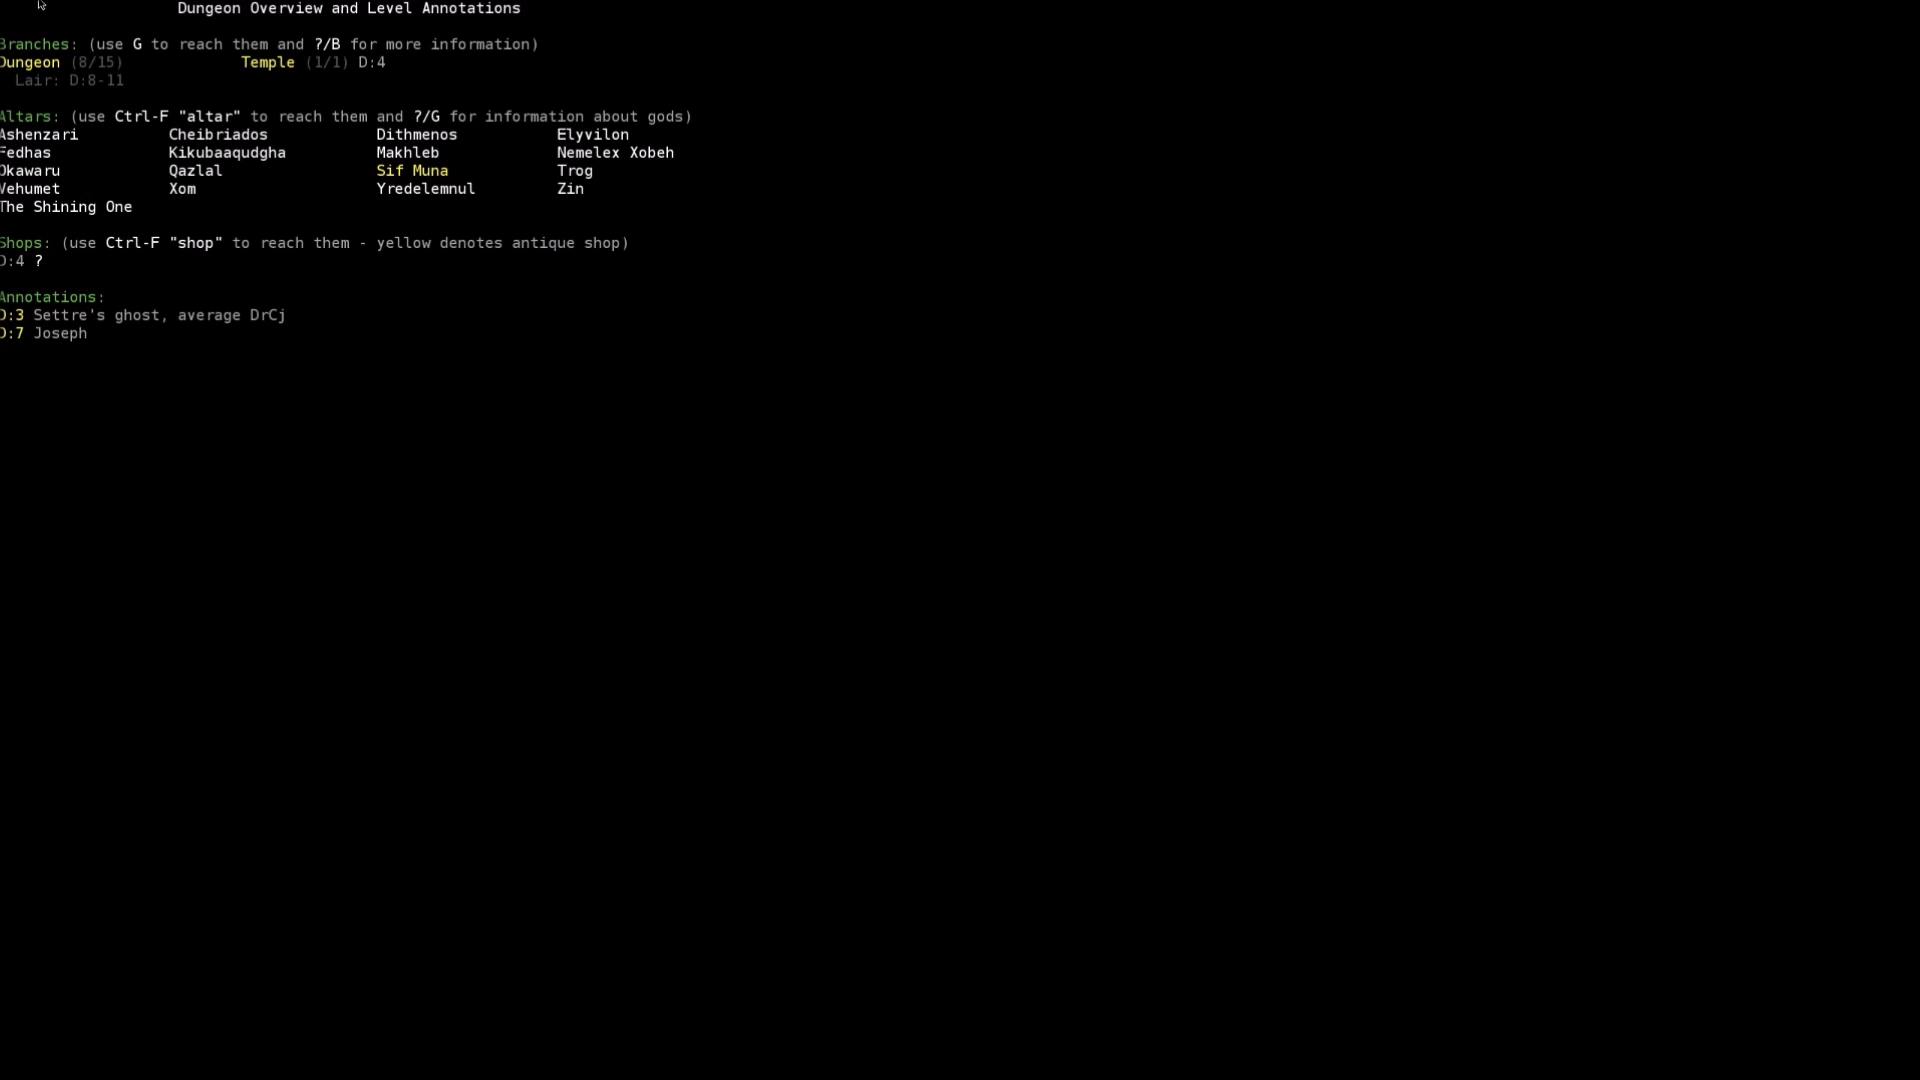 Dungeon Overview and Level Annotations
Branches: (use G to reach them and ?/B for more information)
Dungeon (8/15) Temple (1/1) D:4
Lair: D:8-11
Altars: (use Ctrl-F "altar" to reach them and ?/G for information about gods)
Ashenzari Cheibriados Dithmenos Elyvilon
Fedhas Kikubaaqudgha Makhleb Nemelex Xobeh
Okawaru Qazlal Sif Muna Trog
Vehumet Xom Yredelemnul Zin
The Shining One
Shops: (use Ctrl-F "shop" to reach them - yellow denotes antique shop)
D:4 ?
Annotations:
D:3 Settre's ghost, average DrCj
D:7 Joseph